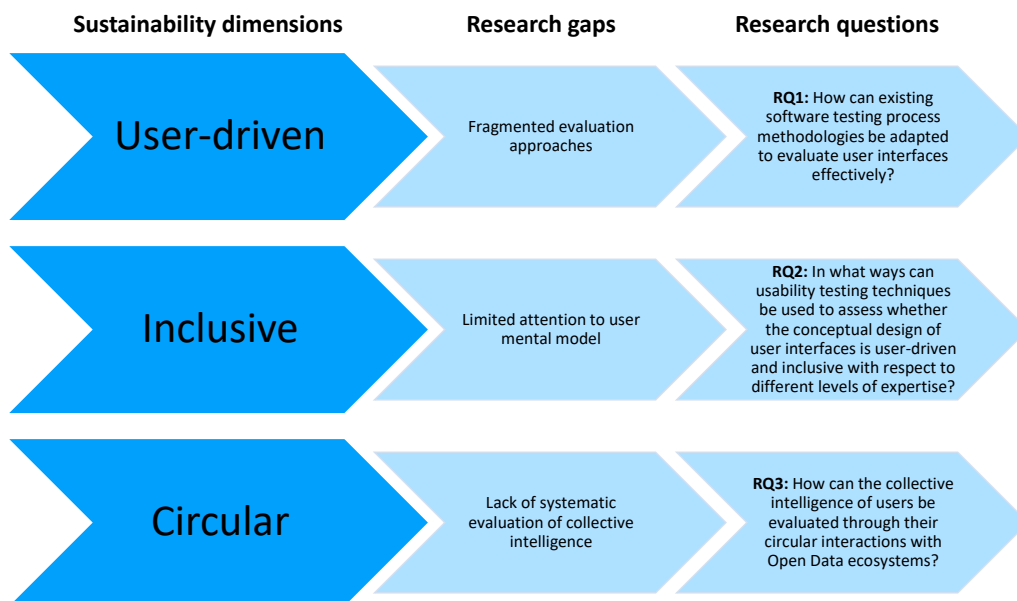 Sustainability dimensions
Research gaps
Research questions
User-driven
Fragmented evaluation
approaches
RQ1: How can existing
software testing process
methodologies be adapted
to evaluate user interfaces
effectively?
Inclusive
Limited attention to user
mental model
RQ2: In what ways can
usability testing techniques
be used to assess whether
the conceptual design of
user interfaces is user-driven
and inclusive with respect to
different levels of expertise?
Circular
Lack of systematic
evaluation of collective
intelligence
RQ3: How can the collective
intelligence of users be
evaluated through their
circular interactions with
Open Data ecosystems?